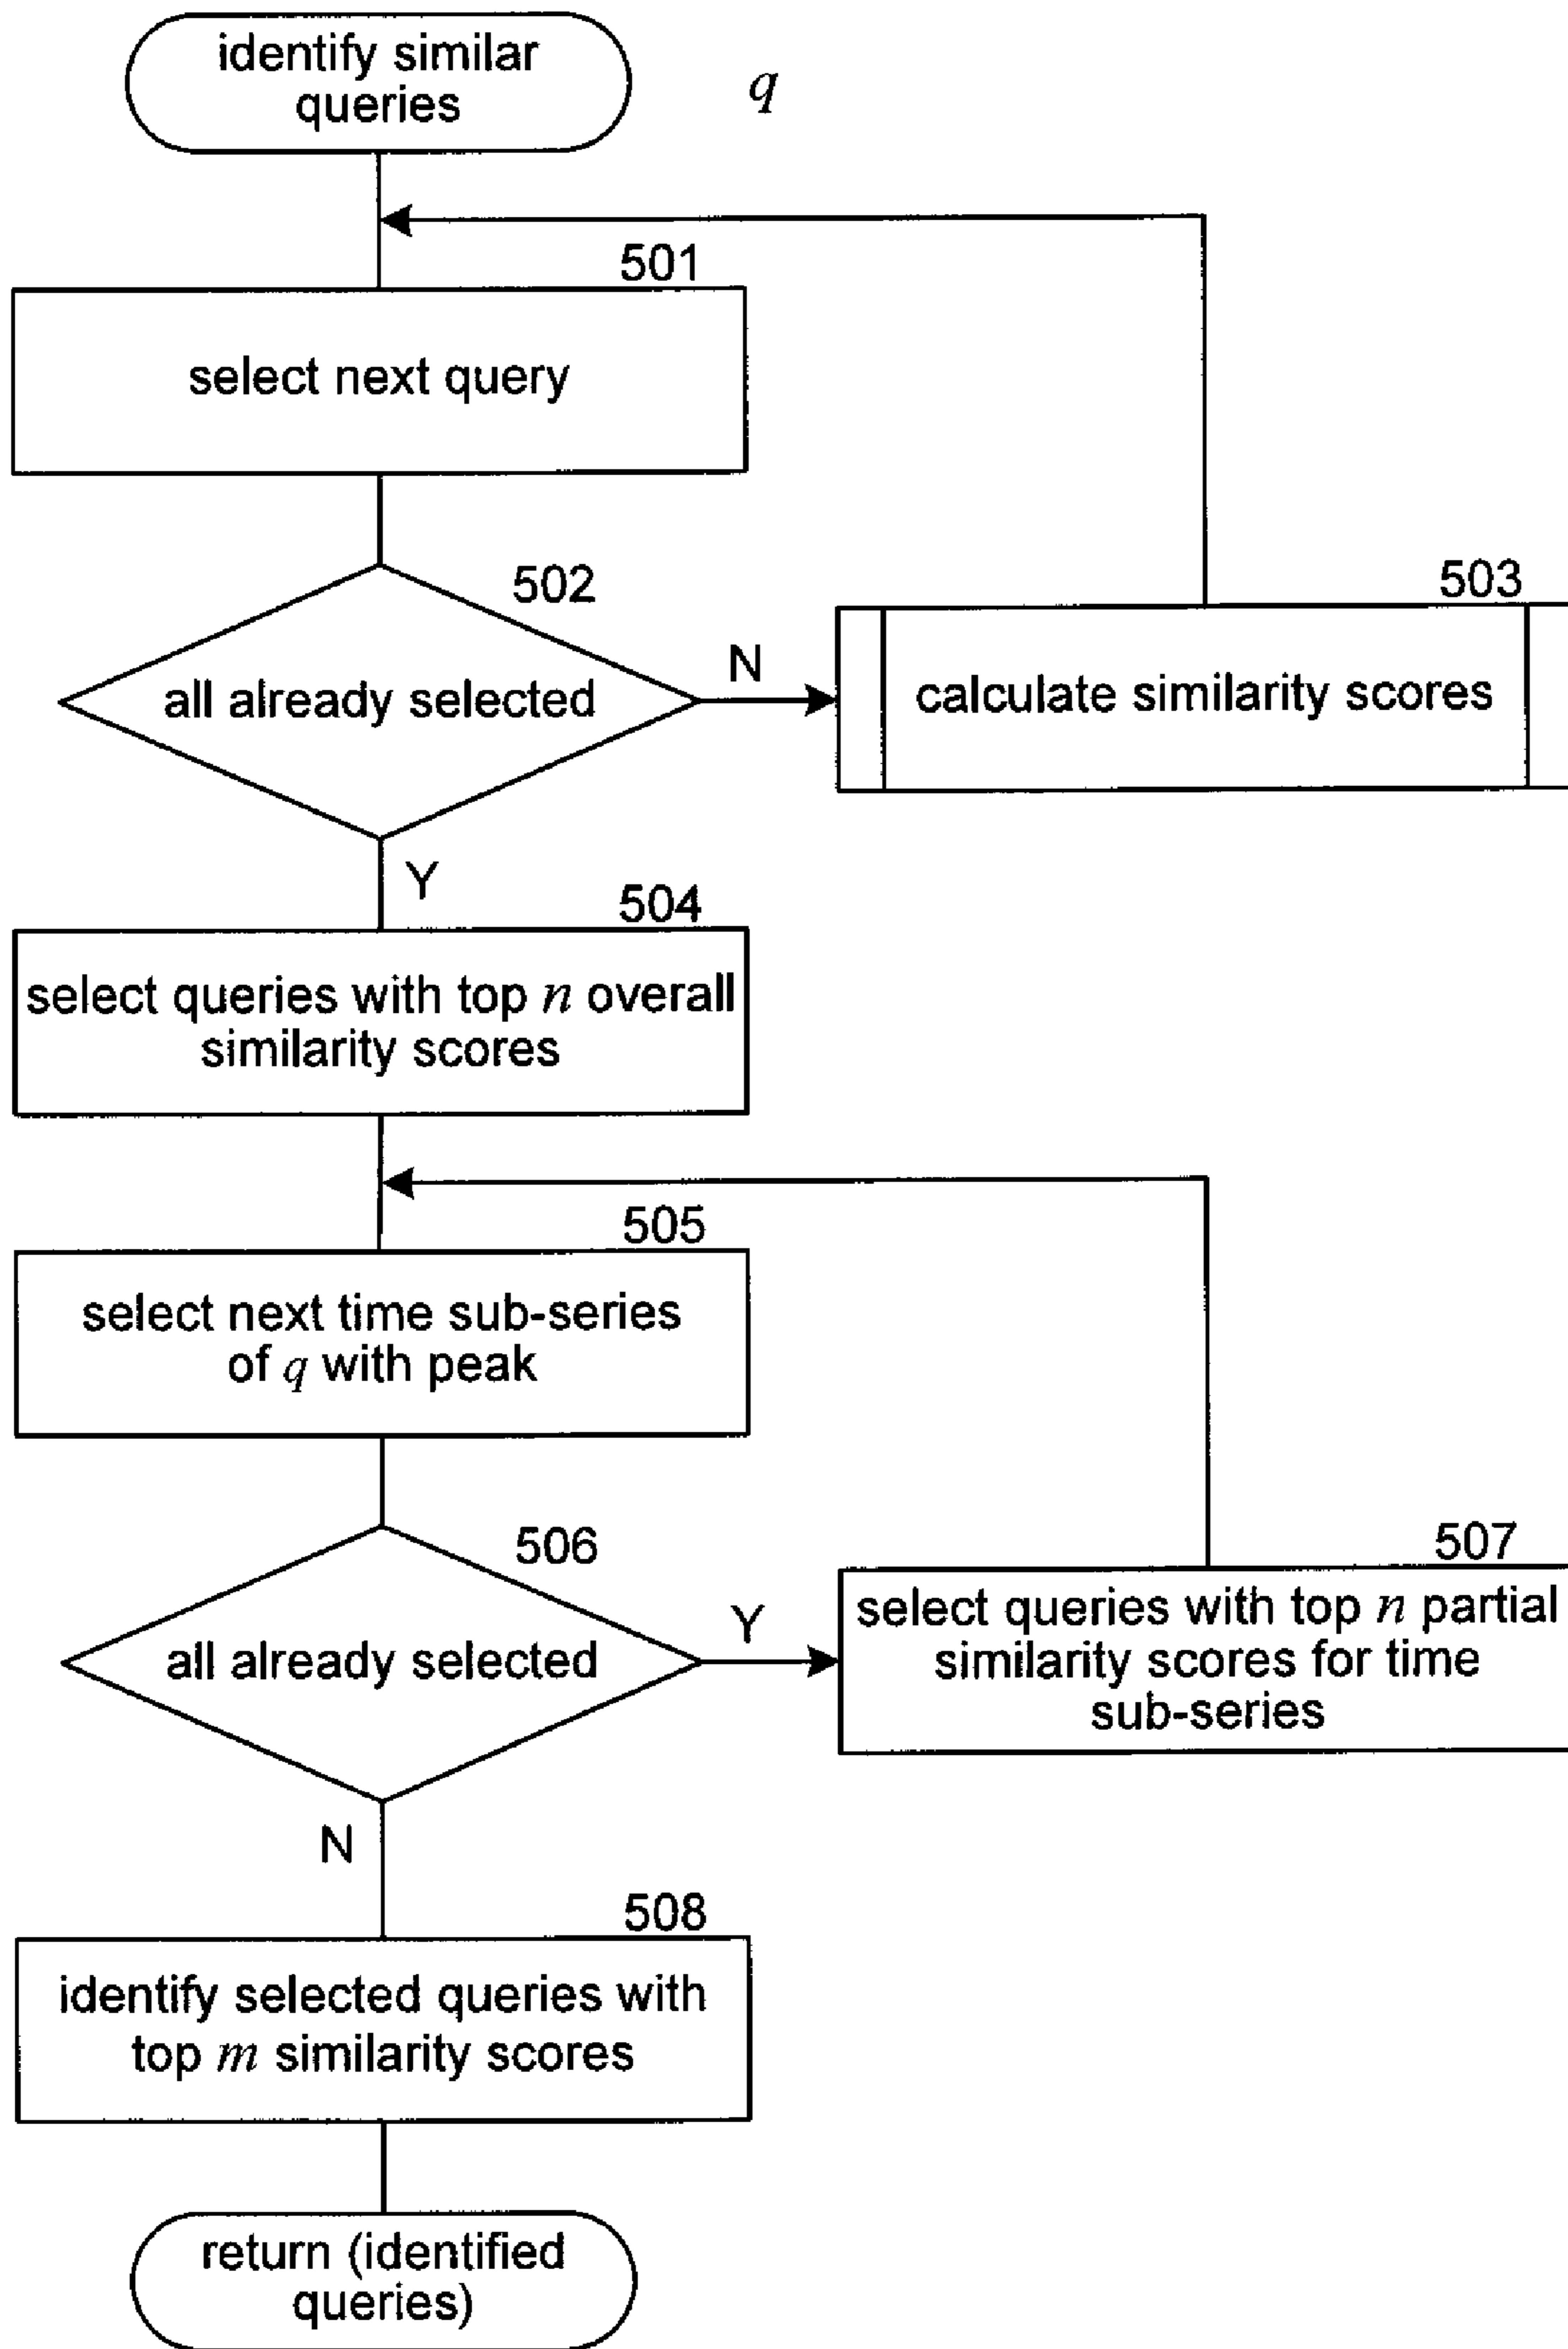 identify similar
queries
q
501
select next query
502
all already selected
N
503
calculate similarity scores
Y
504
select queries with top n overall
similarity scores
505
select next time sub-series
of q with peak
506
all already selected
Y
507
select queries with top n partial
similarity scores for time
sub-series
N
508
identify selected queries with
top m similarity scores
return (identified
queries)